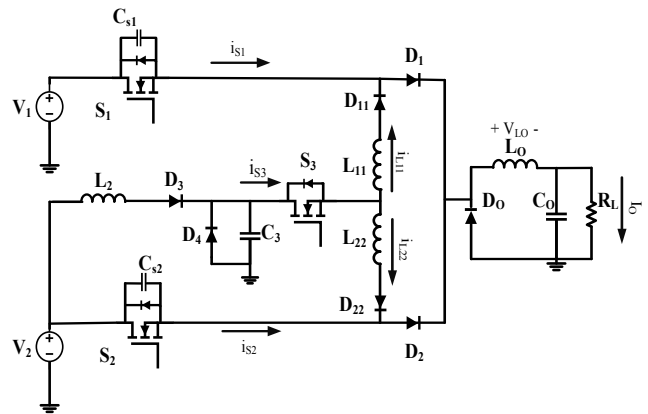 Cs1
iS1
D1
V1
S1
D11
+ VLO -
LO
L11
iL11
L2
D3
iS3
S3
DO
CO
RL
IO
D4
C3
L22
iL22
Cs2
D22
V2
S2
iS2
D2